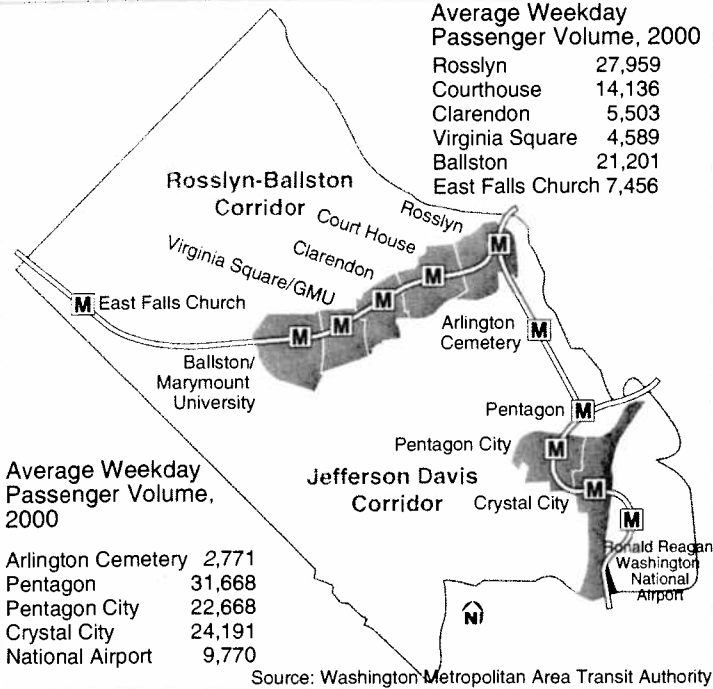 Average Weekday
Passenger Volume, 2000
Rosslyn 27,959
Courthouse 14,136
Clarendon 5,503
Virginia Square 4,589
Ballston 21,201
East Falls Church 7,456
Rosslyn-Ballston
Corridor
Rosslyn
Court House
Clarendon
Virginia Square/GMU
M
M
M
M
M
M
East Falls Church
Ballston/
Marymount
University
Arlington
Cemetery
M
Pentagon
M
Pentagon City
M
Jefferson Davis
Corridor
Crystal City
M
M
Ronald Reagan
Washington
National
Airport
Average Weekday
Passenger Volume,
2000
Arlington Cemetery 2,771
Pentagon 31,668
Pentagon City 22,668
Crystal City 24,191
National Airport 9,770
N
Source: Washington Metropolitan Area Transit Authority